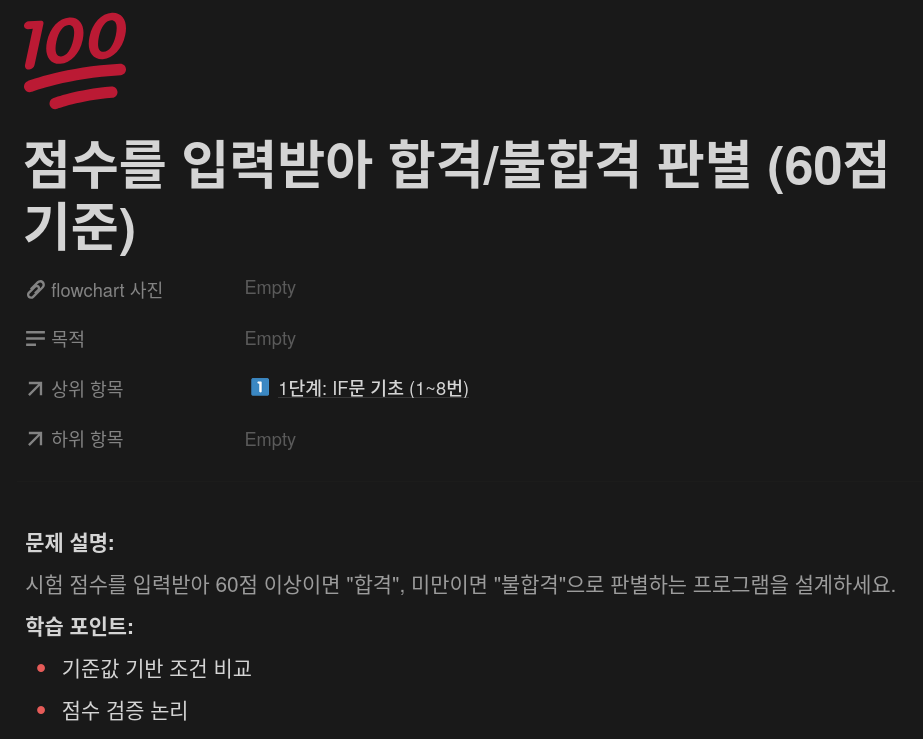 💯
점수를 입력받아 합격/불합격 판별 (60점
기준)
flowchart 사진 Empty
목적 Empty
상위 항목 1 1단계: IF문 기초 (1~8번)
하위 항목 Empty
문제 설명:
시험 점수를 입력받아 60점 이상이면 "합격", 미만이면 "불합격"으로 판별하는 프로그램을 설계하세요.
학습 포인트:
• 기준값 기반 조건 비교
• 점수 검증 논리